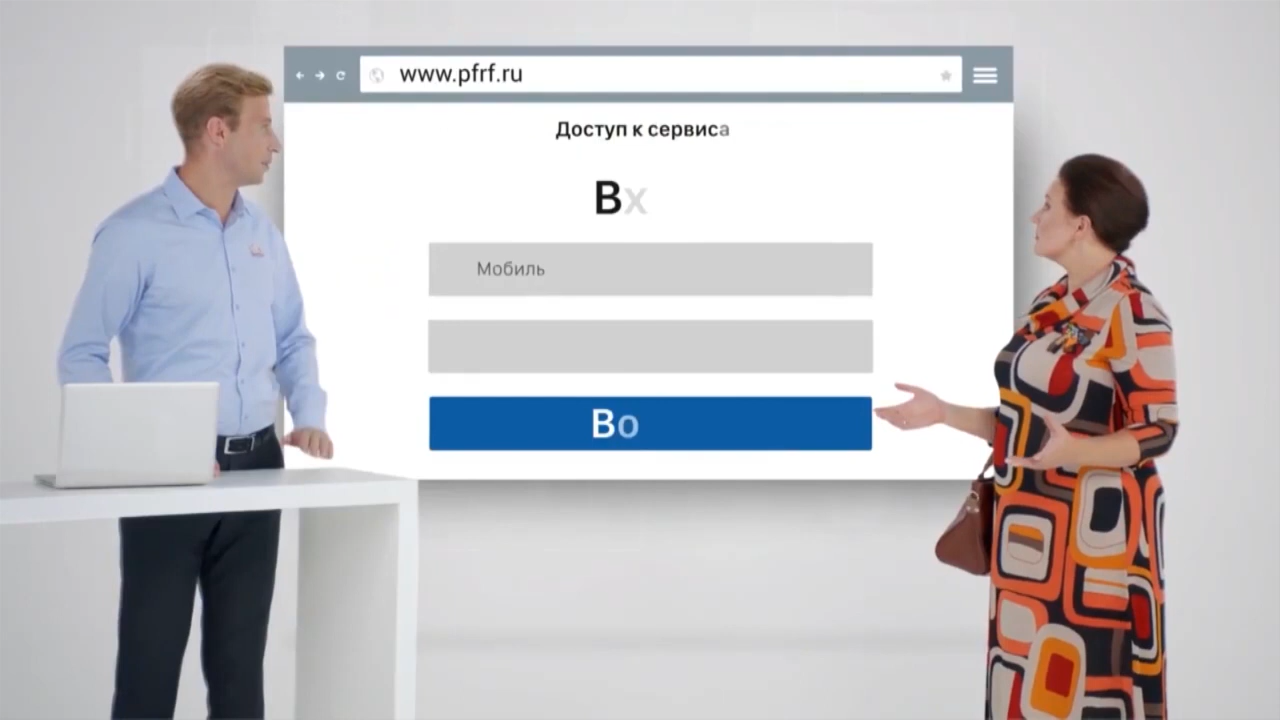 www.pfrf.ru
Доступ к сервиса
Вх
Мобиль
Во